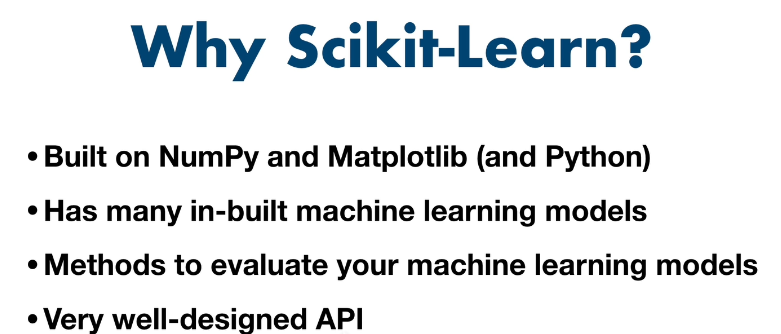 Why Scikit-Learn?
• Built on NumPy and Matplotlib (and Python)
• Has many in-built machine learning models
• Methods to evaluate your machine learning models
• Very well-designed API